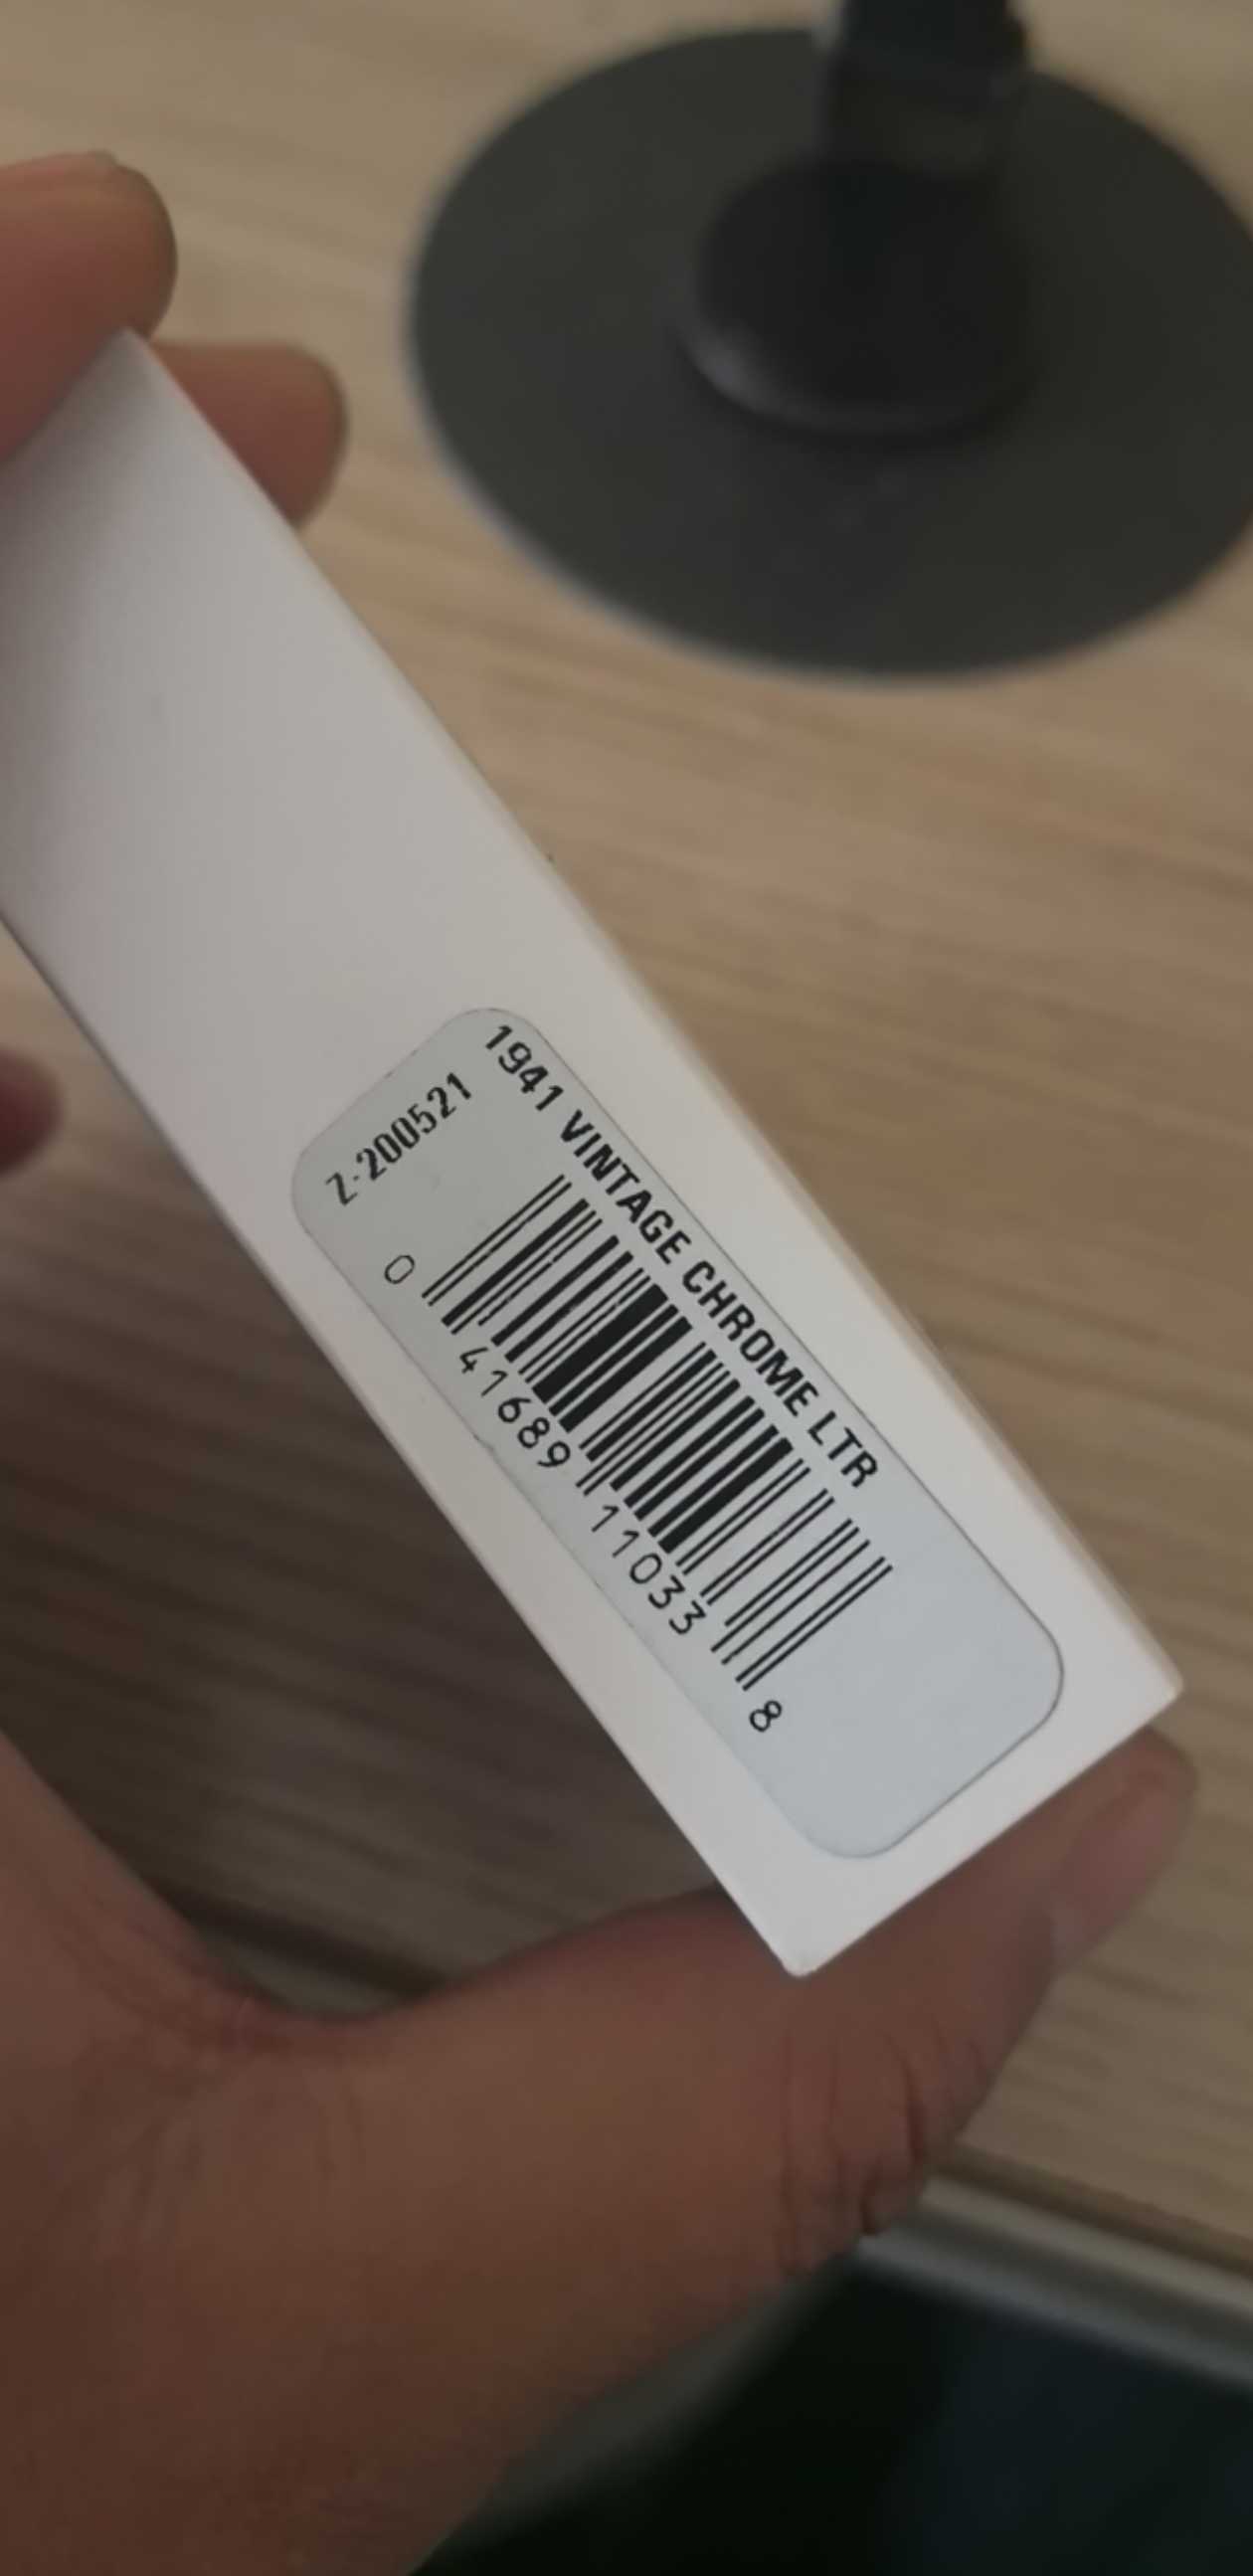 1941 VINTAGE CHROME LTR
Z-200521
0 41689 11033 8